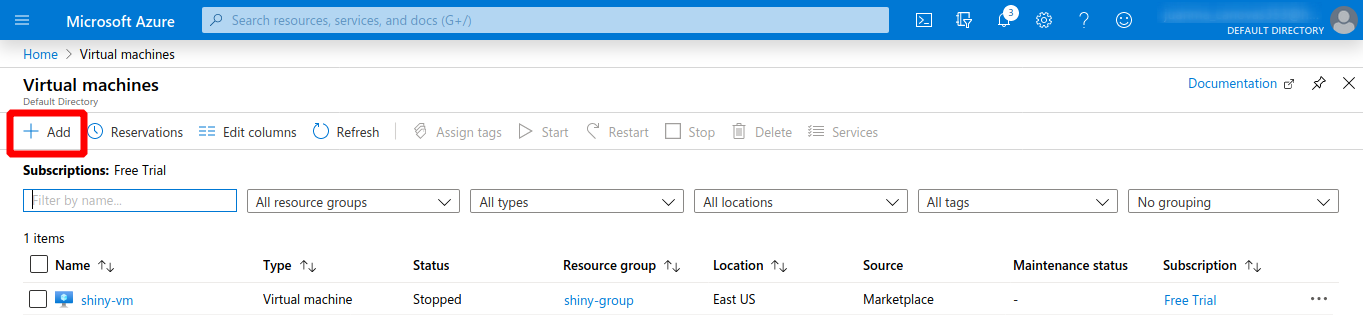 Microsoft Azure Search resources, services, and docs (G+/) 3
DEFAULT DIRECTORY
Home > Virtual machines
Virtual machines Documentation
Default Directory
Add Reservations Edit columns Refresh Assign tags Start Restart Stop Delete Services
Subscriptions: Free Trial
Filter by name... All resource groups All types All locations All tags No grouping
1 items
Name Type Status Resource group Location Source Maintenance status Subscription
shiny-vm Virtual machine Stopped shiny-group East US Marketplace - Free Trial